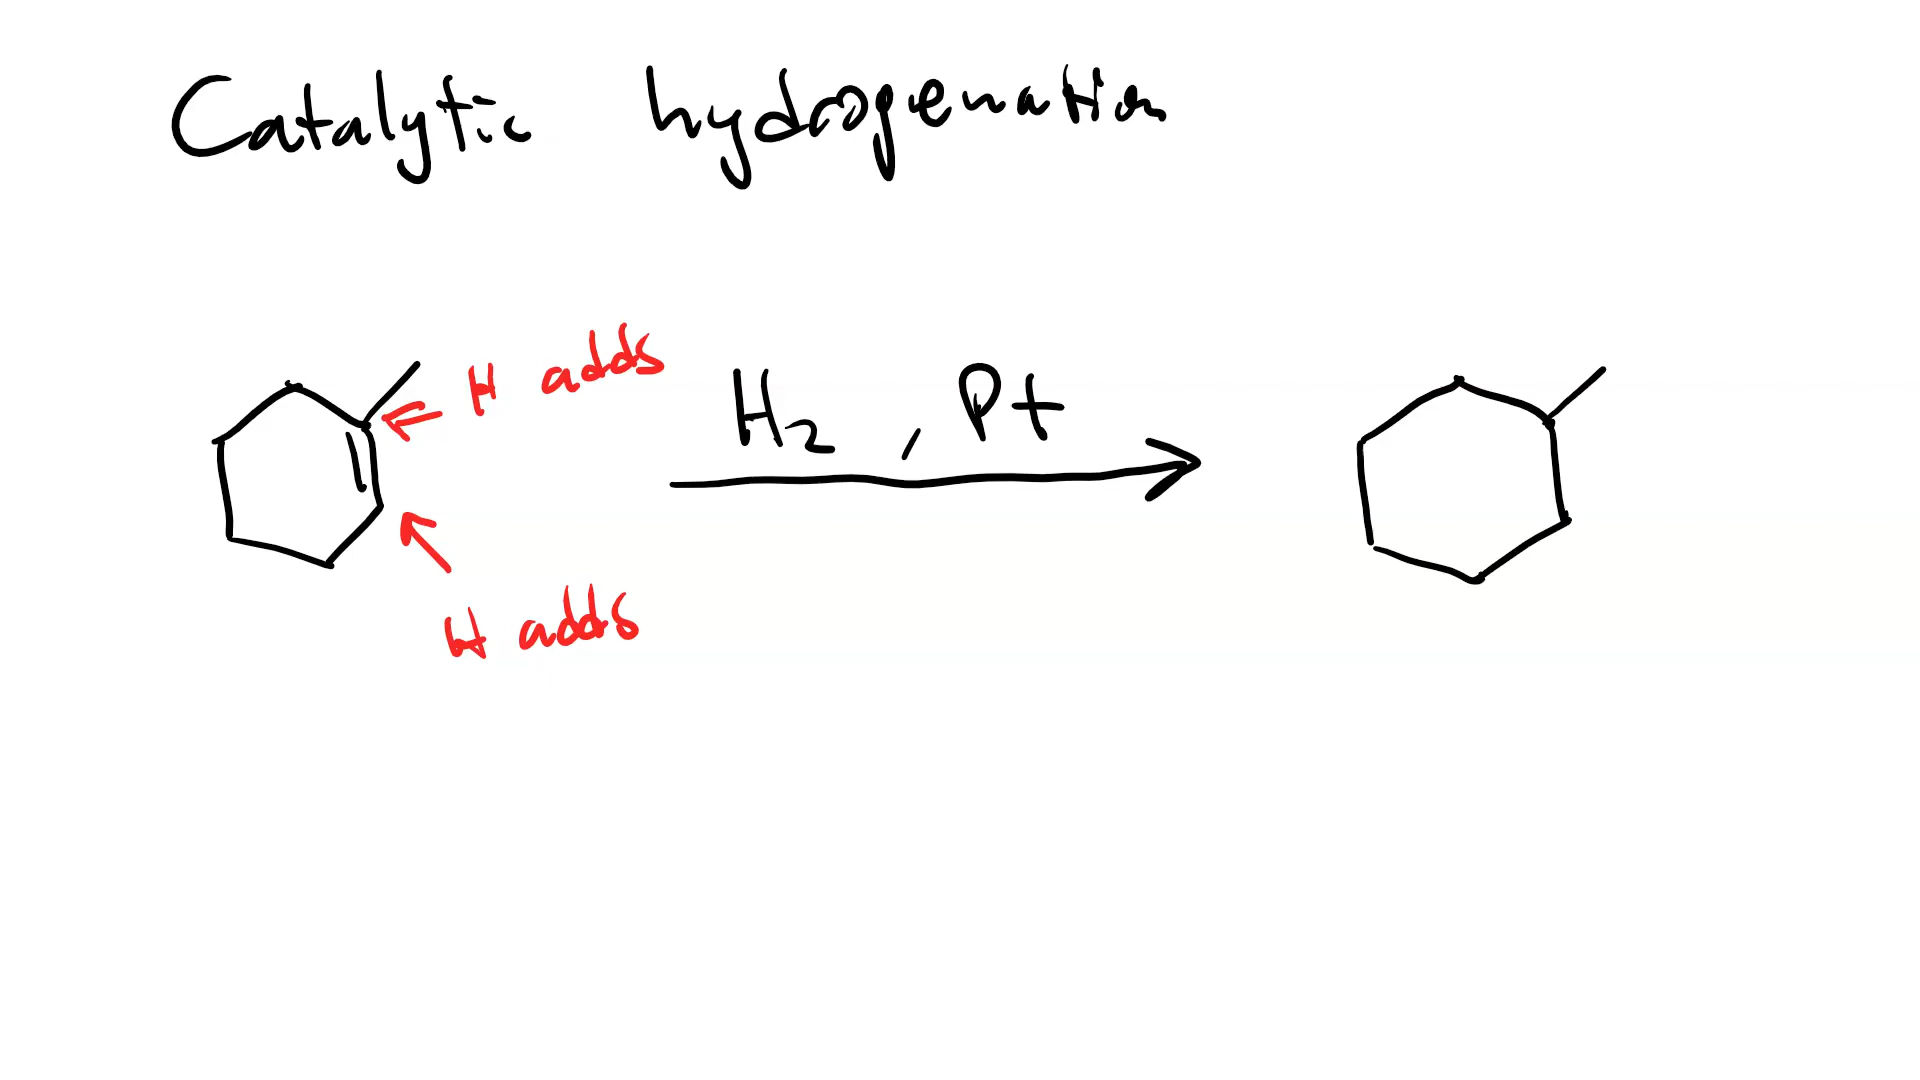 Catalytic hydrogenation
H adds
H₂, Pt
H adds